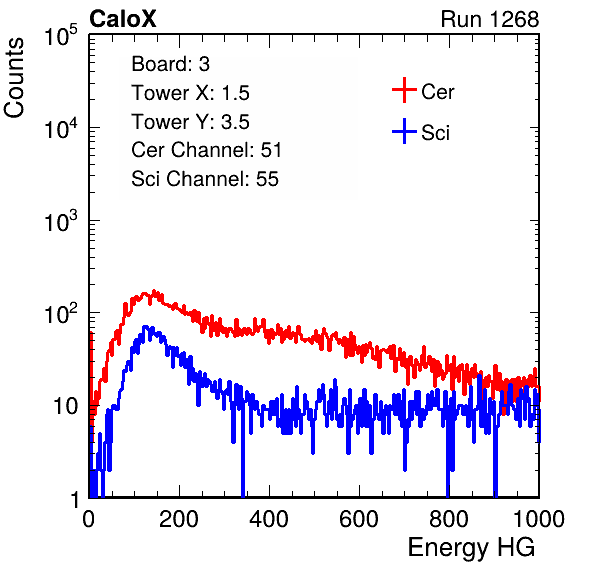 CaloX Run 1268
Counts
Board: 3
Tower X: 1.5
Tower Y: 3.5
Cer Channel: 51
Sci Channel: 55
Cer
Sci
10^5
10^4
10^3
10^2
10
1
0 200 400 600 800 1000
Energy HG